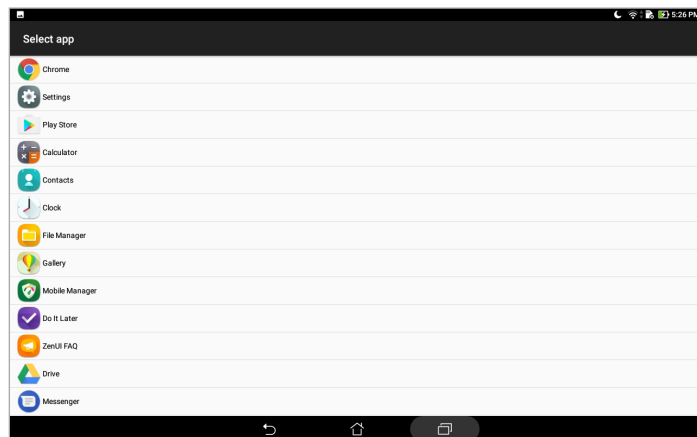 5:26 PM
Select app
Chrome
Settings
Play Store
Calculator
Contacts
Clock
File Manager
Gallery
Mobile Manager
Do It Later
ZenUI FAQ
Drive
Messenger